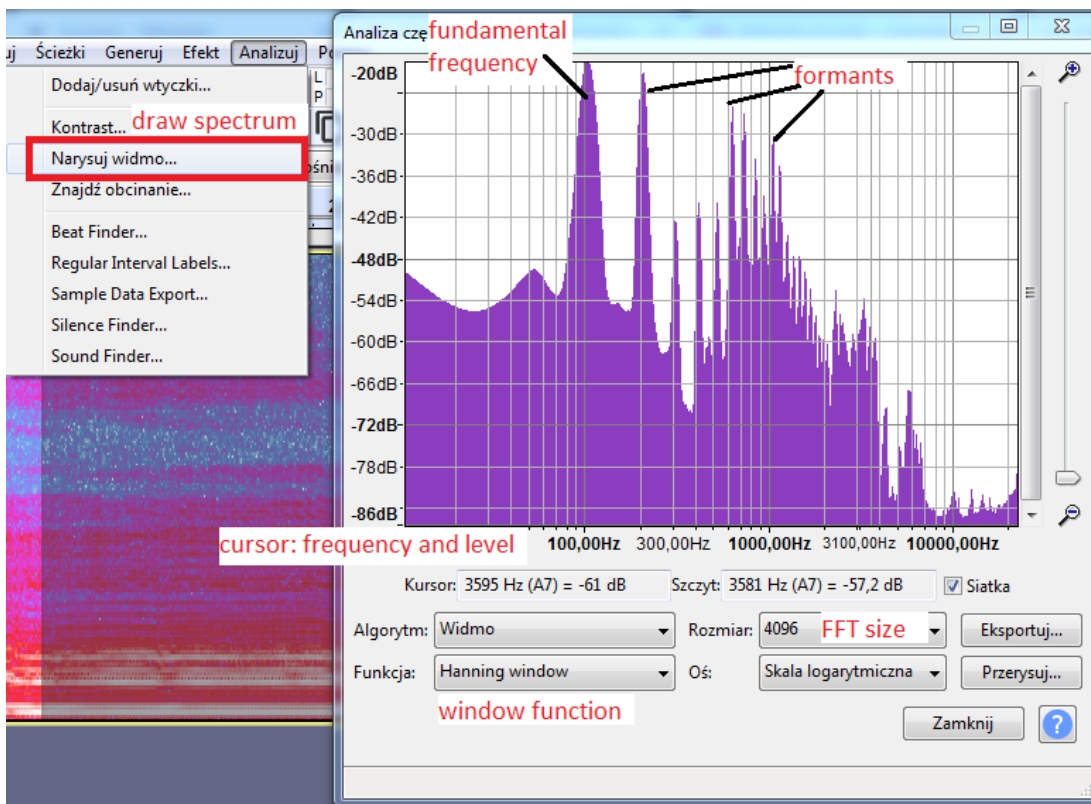 uj Ścieżki Generuj Efekt Analizuj Po
Dodaj/usuń wtyczki...
Kontrast...
draw spectrum
Narysuj widmo...
Znajdź obcinanie...
Beat Finder...
Regular Interval Labels...
Sample Data Export...
Silence Finder...
Sound Finder...
L
P
ośni
2
Analiza czę
fundamental
frequency
formants
-20dB
-30dB
-36dB
-42dB
-48dB
-54dB
-60dB
-66dB
-72dB
-78dB
-86dB
cursor: frequency and level
100,00Hz 300,00Hz 1000,00Hz 3100,00Hz 10000,00Hz
Kursor: 3595 Hz (A7) = -61 dB Szczyt: 3581 Hz (A7) = -57,2 dB Siatka
Algorytm: Widmo Rozmiar: 4096 FFT size Eksportuj...
Funkcja: Hanning window Oś: Skala logarytmiczna Przerysuj...
window function
Zamknij ?